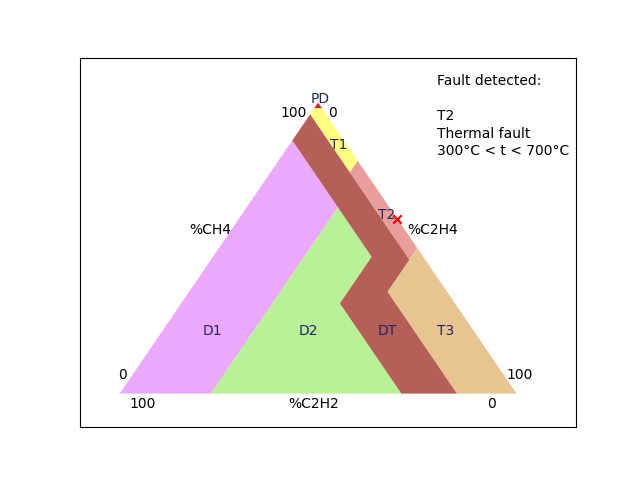 Fault detected:
PD
100
0
T2
T1
Thermal fault
300°C < t < 700°C
T2
%CH4
%C2H4
D1
D2
DT
T3
0
100
100
%C2H2
0